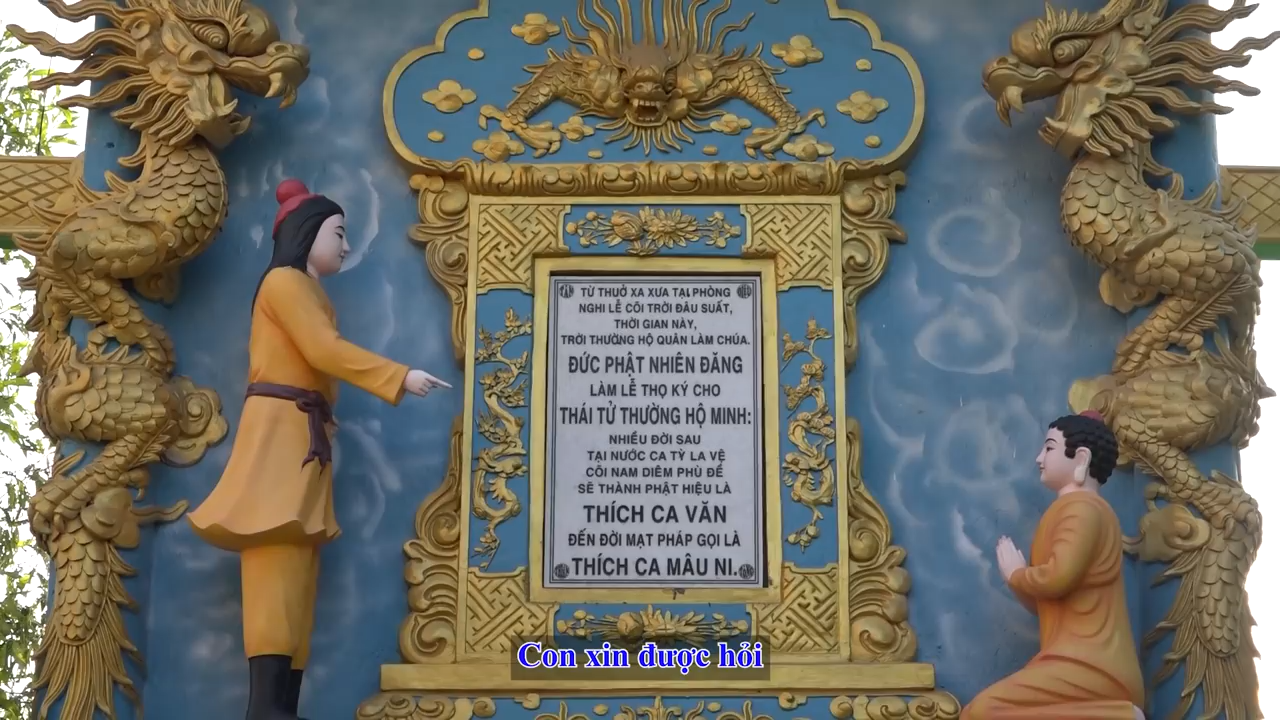 TỪ THUỞ XA XƯA TẠI PHÒNG
NGHI LỄ CÕI TRỜI ĐÂU SUẤT,
THỜI GIAN NÀY,
TRỜI THƯỜNG HỘ QUÂN LÀM CHÚA.
ĐỨC PHẬT NHIÊN ĐĂNG
LÀM LỄ THỌ KÝ CHO
THÁI TỬ THƯỜNG HỘ MINH:
NHIỀU ĐỜI SAU
TẠI NƯỚC CA TỲ LA VỆ
CÕI NAM DIÊM PHÙ ĐỀ
SẼ THÀNH PHẬT HIỆU LÀ
THÍCH CA VĂN
ĐẾN ĐỜI MẠT PHÁP GỌI LÀ
THÍCH CA MÂU NI.
Con xin được hỏi